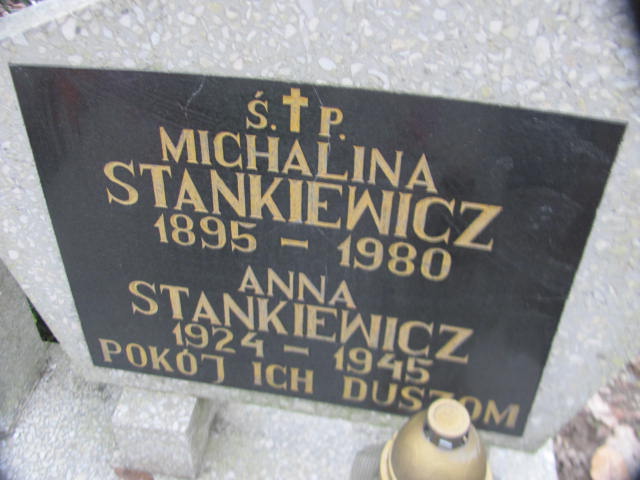 Ś. P.
MICHALINA
STANKIEWICZ
1895 - 1980
ANNA
STANKIEWICZ
1924 - 1945
POKÓJ ICH DUSZOM